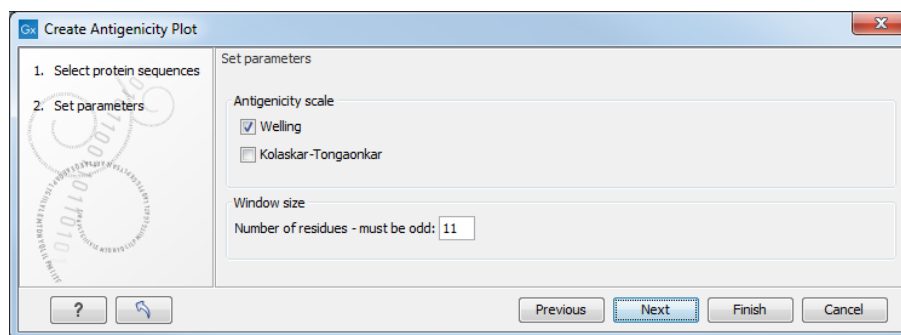 Gx Create Antigenicity Plot
1. Select protein sequences
2. Set parameters
Set parameters
Antigenicity scale
Welling
Kolaskar-Tongaonkar
Window size
Number of residues - must be odd: 11
? Previous Next Finish Cancel